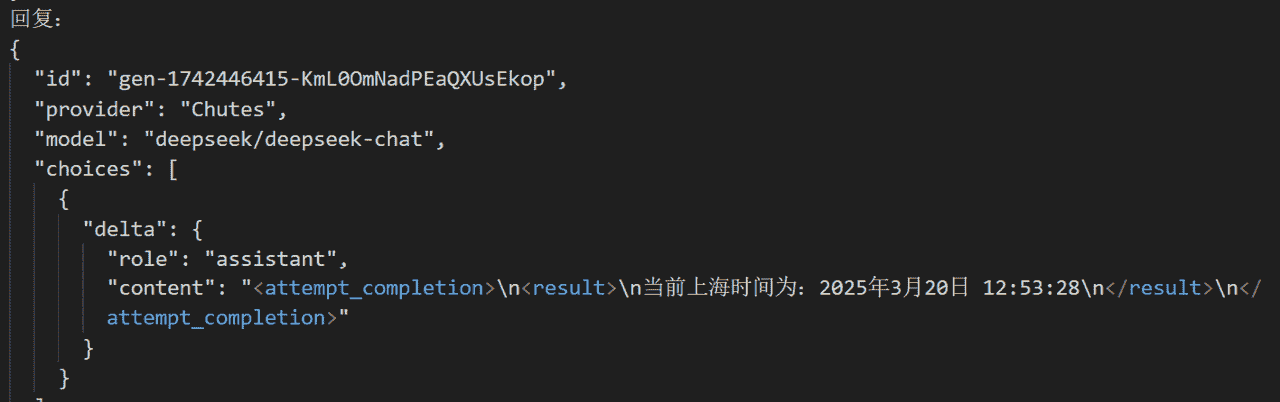 回复：
{
"id": "gen-1742446415-KmL0OmNadPEaQXUsEkop",
"provider": "Chutes",
"model": "deepseek/deepseek-chat",
"choices": [
{
"delta": {
"role": "assistant",
"content": "<attempt_completion>\n<result>\n当前上海时间为：2025年3月20日 12:53:28\n</result>\n</
attempt_completion>"
}
}